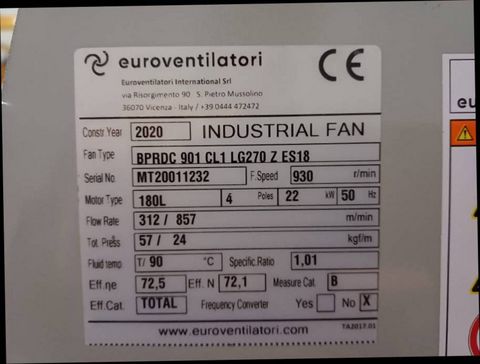 euroventilatori
CE
Euroventilatori International Srl
via Risorgimento 90 S. Pietro Mussolino
36070 Vicenza - Italy / +39 0444 472472
Constr.Year 2020 INDUSTRIAL FAN
Fan Type BPRDC 901 CL1 LG270 Z ES18
Serial No. MT20011232 F.Speed 930 r/min
Motor Type 180L 4 Poles 22 kW 50 Hz
Flow Rate 312 / 857 m/min
Tot. Press 57 / 24 kgf/m
Fluid temp T/ 90 °C Specific Ratio 1,01
Eff.ηe 72,5 Eff. N 72,1 Measure Cat. B
Eff.Cat. TOTAL Frequency Converter Yes No X
www.euroventilatori.com TA2017.01
eu